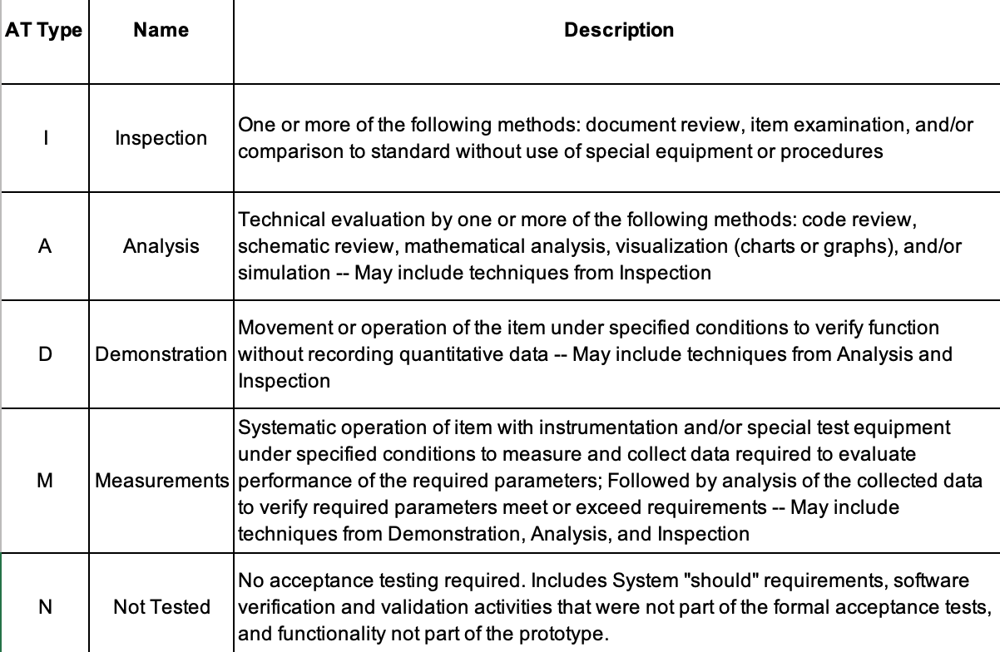 AT Type Name Description
I Inspection One or more of the following methods: document review, item examination, and/or
comparison to standard without use of special equipment or procedures
A Analysis Technical evaluation by one or more of the following methods: code review,
schematic review, mathematical analysis, visualization (charts or graphs), and/or
simulation -- May include techniques from Inspection
D Demonstration Movement or operation of the item under specified conditions to verify function
without recording quantitative data -- May include techniques from Analysis and
Inspection
M Measurements Systematic operation of item with instrumentation and/or special test equipment
under specified conditions to measure and collect data required to evaluate
performance of the required parameters; Followed by analysis of the collected data
to verify required parameters meet or exceed requirements -- May include
techniques from Demonstration, Analysis, and Inspection
N Not Tested No acceptance testing required. Includes System "should" requirements, software
verification and validation activities that were not part of the formal acceptance tests,
and functionality not part of the prototype.